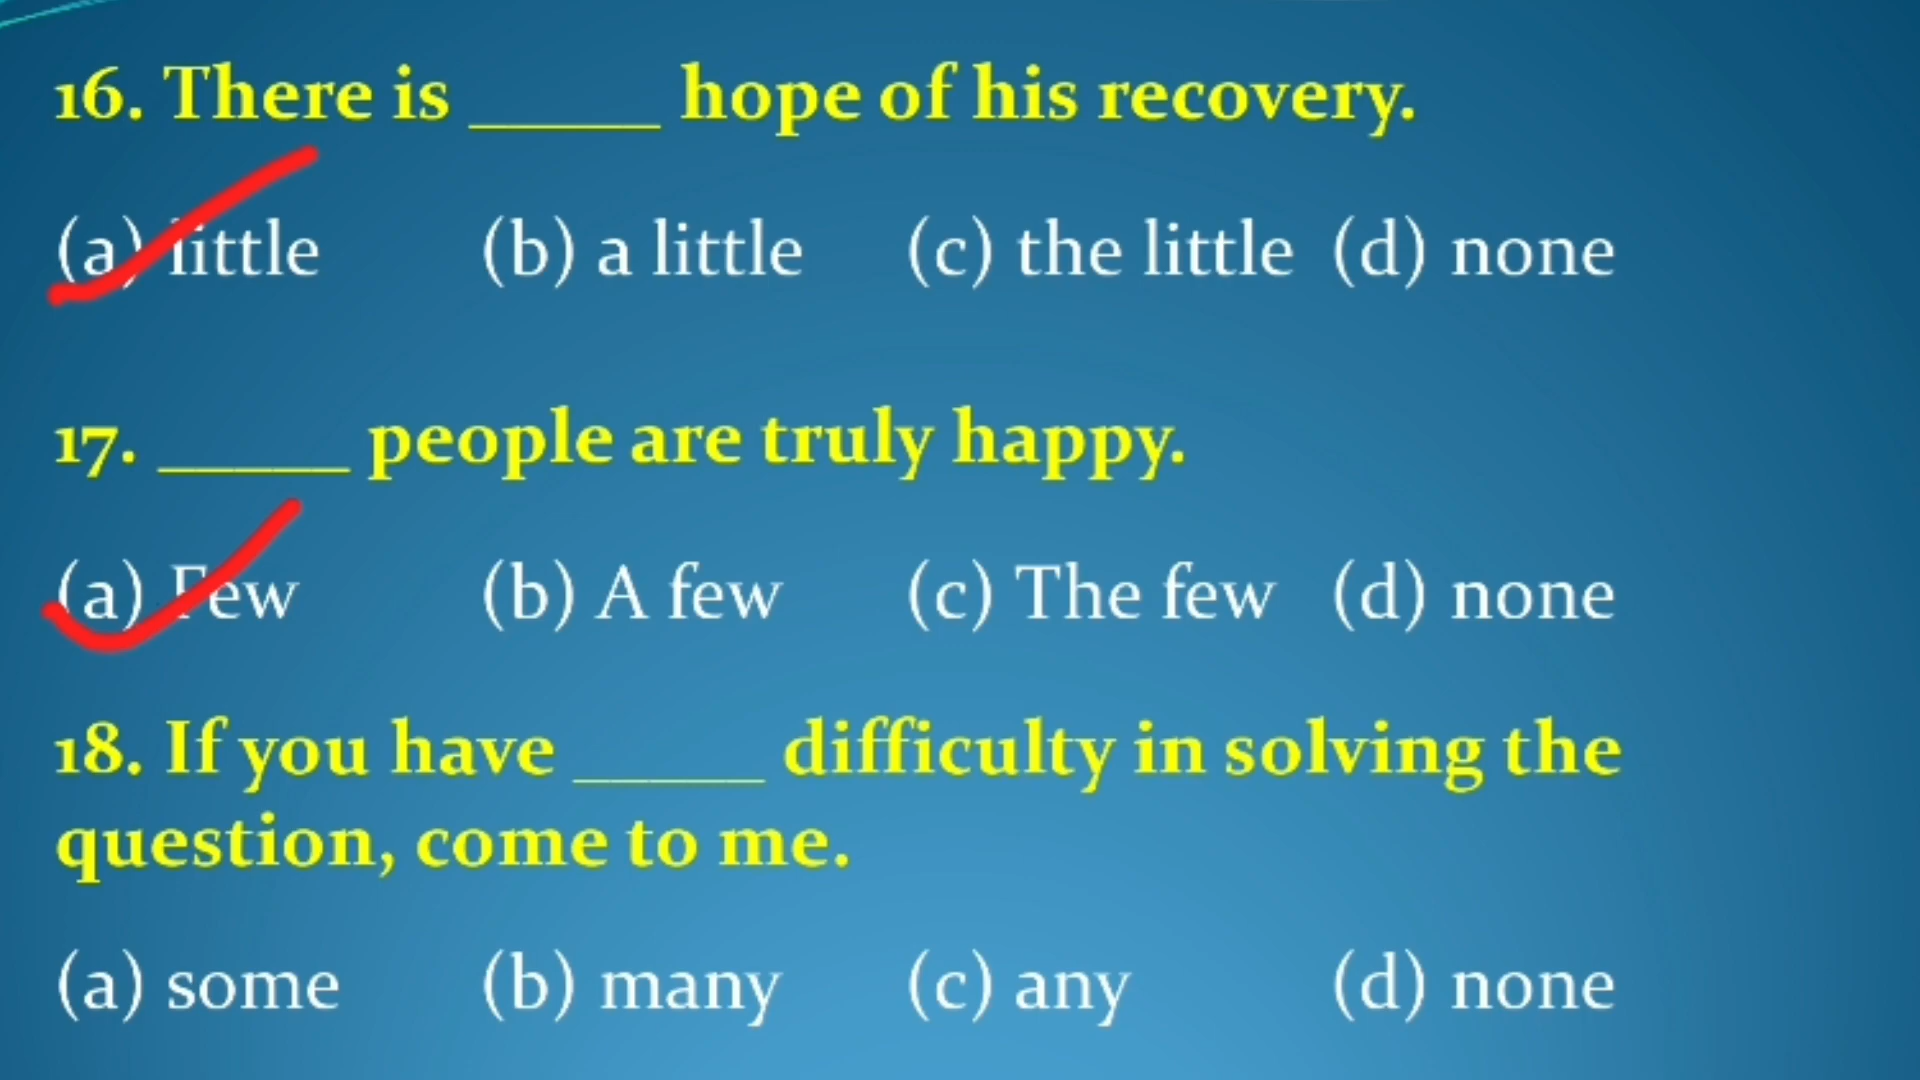 16. There is _____ hope of his recovery.
(a) little (b) a little (c) the little (d) none
17. _____ people are truly happy.
(a) Few (b) A few (c) The few (d) none
18. If you have _____ difficulty in solving the
question, come to me.
(a) some (b) many (c) any (d) none